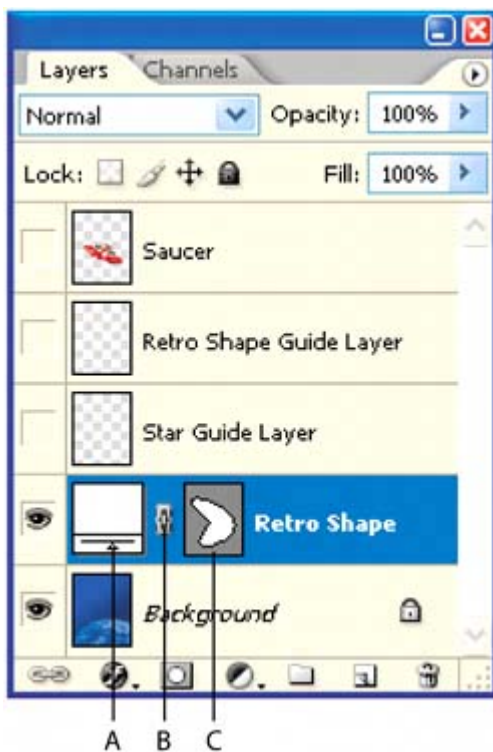 Layers Channels
Normal Opacity: 100%
Lock: Fill: 100%
Saucer
Retro Shape Guide Layer
Star Guide Layer
Retro Shape
Background
A B C